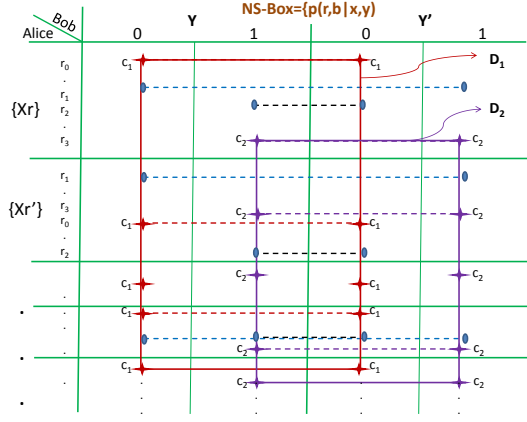 NS-Box={p(r,b|x,y)
Bob Y Y'
Alice 0 1 0 1
r₀ c₁ c₁ D₁
.
{Xr} r₁
r₂ D₂
.
r₃ c₂ c₂
r₁
.
{Xr'} r₃ c₂ c₂
r₀ c₁ c₁
.
r₂
c₂ c₂
. c₁ c₁
. . c₁ c₁
.
. . c₂ c₂
c₁ c₁
. c₂ c₂
. . . .
. . . . .